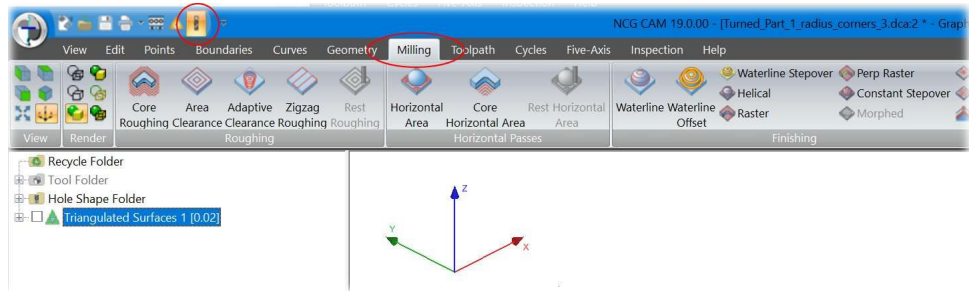 NCG CAM 19.0.00 - [Turned_Part_1_radius_corners_3.dca:2 * - Graph
View Edit Points Boundaries Curves Geometry Milling Toolpath Cycles Five-Axis Inspection Help
Core Roughing Area Clearance Adaptive Clearance Zigzag Roughing Rest Roughing
Horizontal Area Core Horizontal Area Rest Horizontal Area
Waterline Waterline Offset
Waterline Stepover Perp Raster
Helical Constant Stepover
Raster Morphed
View Render Roughing Horizontal Passes Finishing
Recycle Folder
Tool Folder
Hole Shape Folder
Triangulated Surfaces 1 [0.02]
Z
Y
X